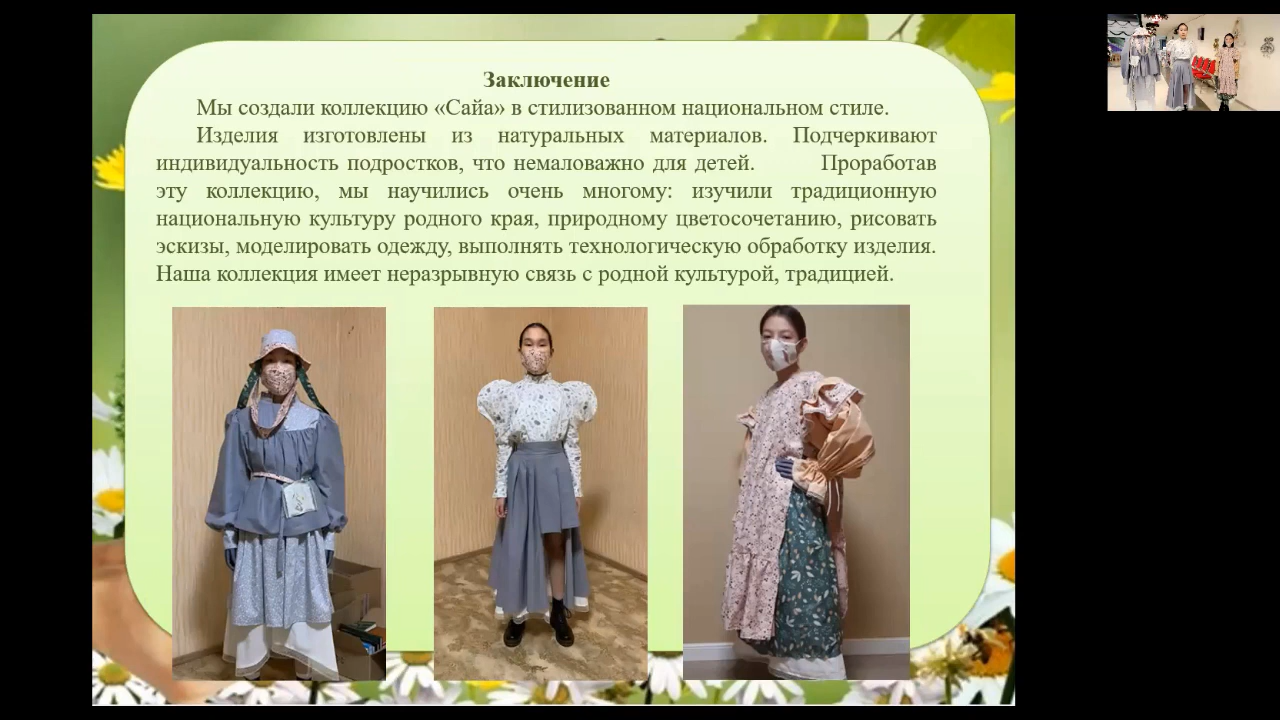 Заключение
Мы создали коллекцию «Сайа» в стилизованном национальном стиле.
Изделия изготовлены из натуральных материалов. Подчеркивают
индивидуальность подростков, что немаловажно для детей. Проработав
эту коллекцию, мы научились очень многому: изучили традиционную
национальную культуру родного края, природному цветосочетанию, рисовать
эскизы, моделировать одежду, выполнять технологическую обработку изделия.
Наша коллекция имеет неразрывную связь с родной культурой, традицией.